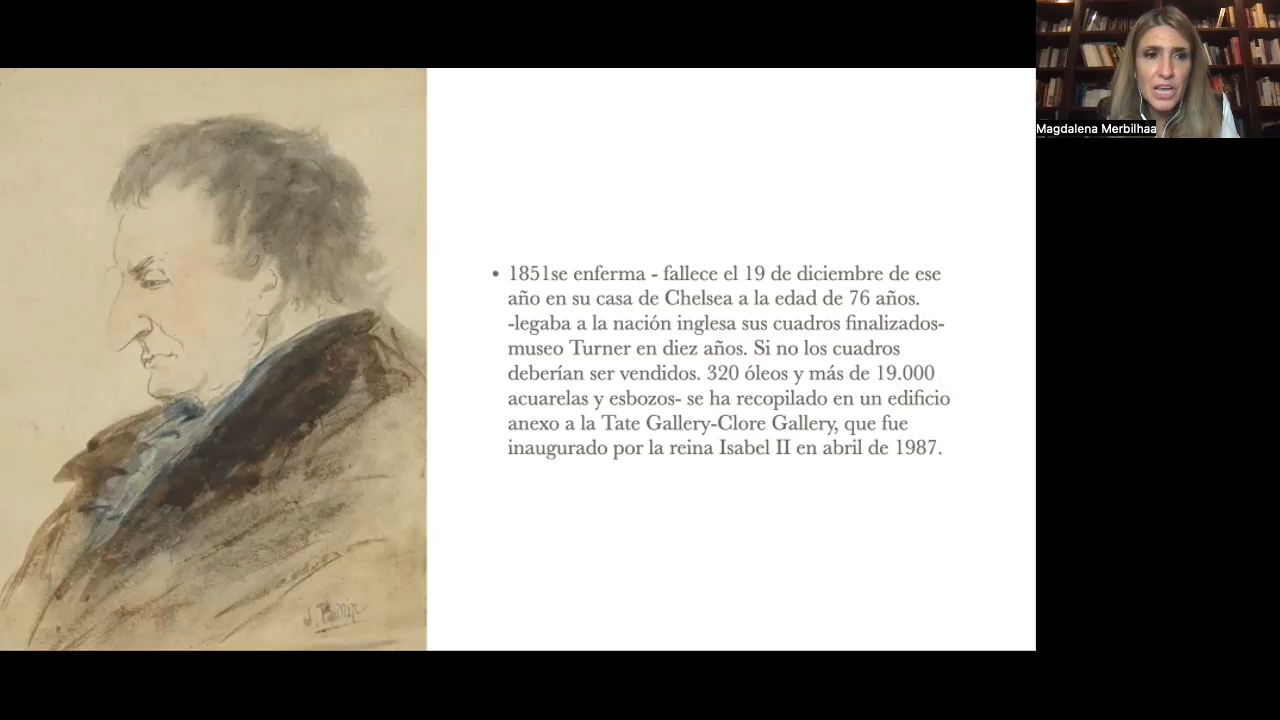 Magdalena Merbilhaa
• 1851se enferma - fallece el 19 de diciembre de ese
año en su casa de Chelsea a la edad de 76 años.
-legaba a la nación inglesa sus cuadros finalizados-
museo Turner en diez años. Si no los cuadros
deberían ser vendidos. 320 óleos y más de 19.000
acuarelas y esbozos- se ha recopilado en un edificio
anexo a la Tate Gallery-Clore Gallery, que fue
inaugurado por la reina Isabel II en abril de 1987.